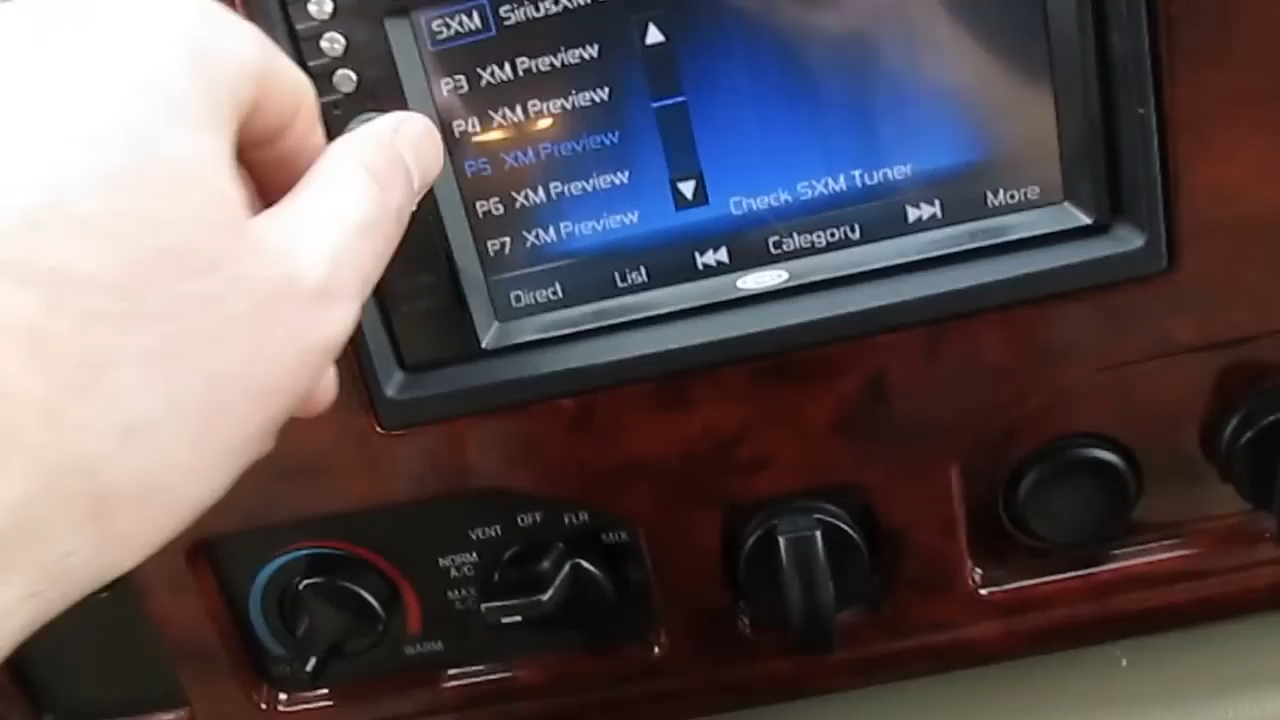 SXM SiriusXM
P3 XM Preview
P4 XM Preview
P5 XM Preview
P6 XM Preview
P7 XM Preview
Check SXM Tuner
Direct List Category More
VENT OFF FLR MIX
NORM A/C
MAX A/C
WARM